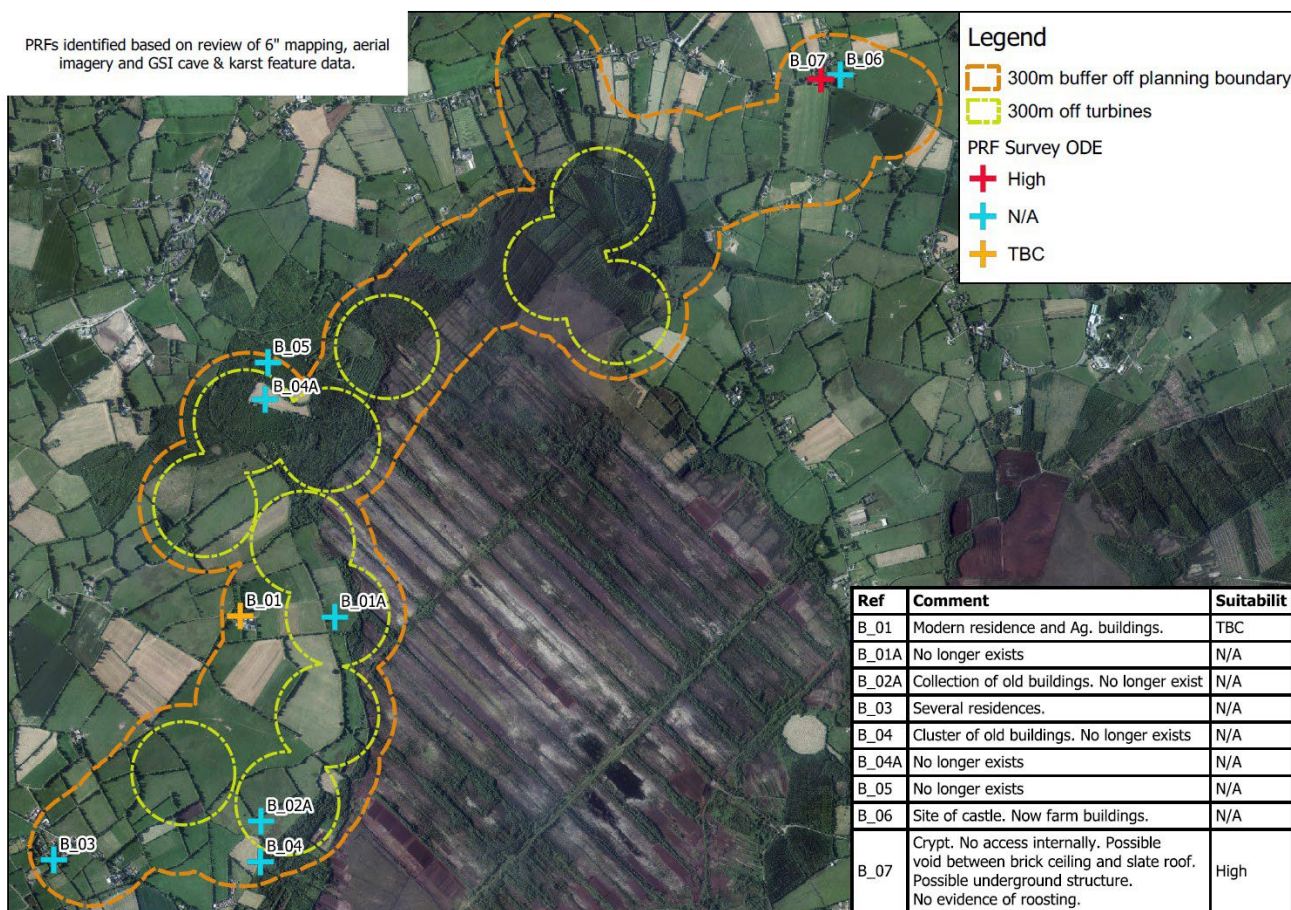 PRFs identified based on review of 6" mapping, aerial
imagery and GSI cave & karst feature data.
Legend
300m buffer off planning boundary
300m off turbines
PRF Survey ODE
High
N/A
TBC
B_07
B_06
B_05
B_04A
B_01
B_01A
B_02A
B_03
B_04
Ref Comment Suitabilit
B_01 Modern residence and Ag. buildings. TBC
B_01A No longer exists N/A
B_02A Collection of old buildings. No longer exist N/A
B_03 Several residences. N/A
B_04 Cluster of old buildings. No longer exists N/A
B_04A No longer exists N/A
B_05 No longer exists N/A
B_06 Site of castle. Now farm buildings. N/A
Crypt. No access internally. Possible
void between brick ceiling and slate roof.
B_07 Possible underground structure. High
No evidence of roosting.